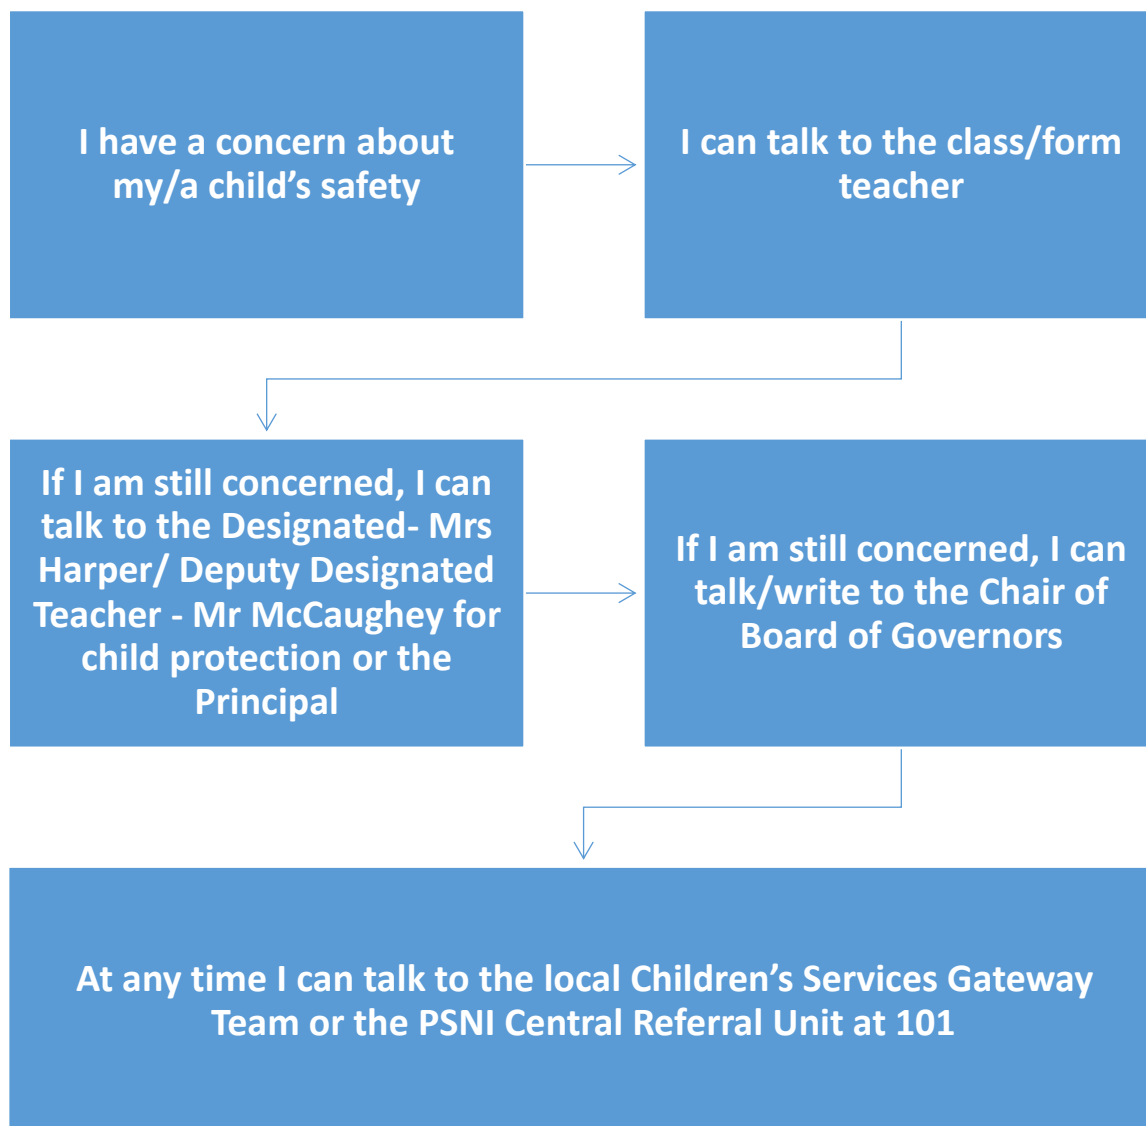 I have a concern about
my/a child’s safety
I can talk to the class/form
teacher
If I am still concerned, I can
talk to the Designated- Mrs
Harper/ Deputy Designated
Teacher - Mr McCaughey for
child protection or the
Principal
If I am still concerned, I can
talk/write to the Chair of
Board of Governors
At any time I can talk to the local Children’s Services Gateway
Team or the PSNI Central Referral Unit at 101